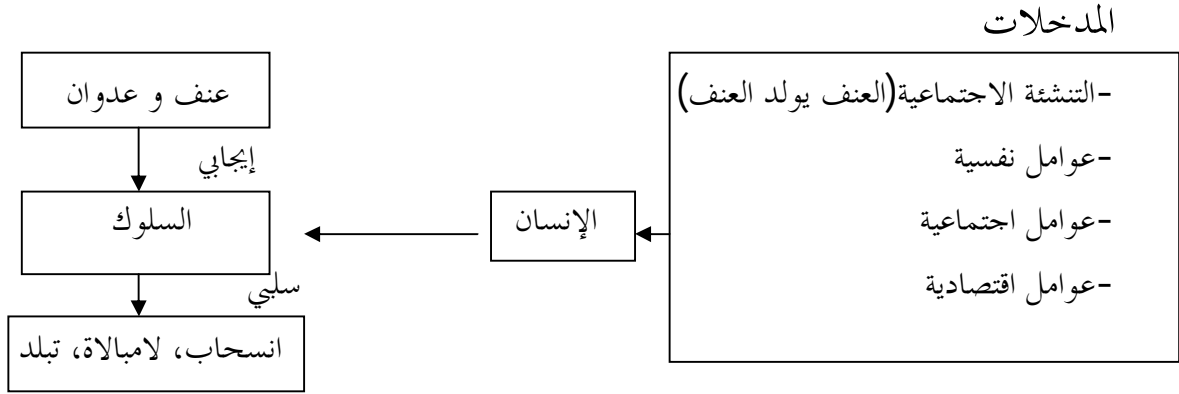 المدخلات
-التنشئة الاجتماعية(العنف يولد العنف)
-عوامل نفسية
-عوامل اجتماعية
-عوامل اقتصادية
الإنسان
عنف و عدوان
إيجابي
السلوك
سلبي
انسحاب، لامبالاة، تبلد